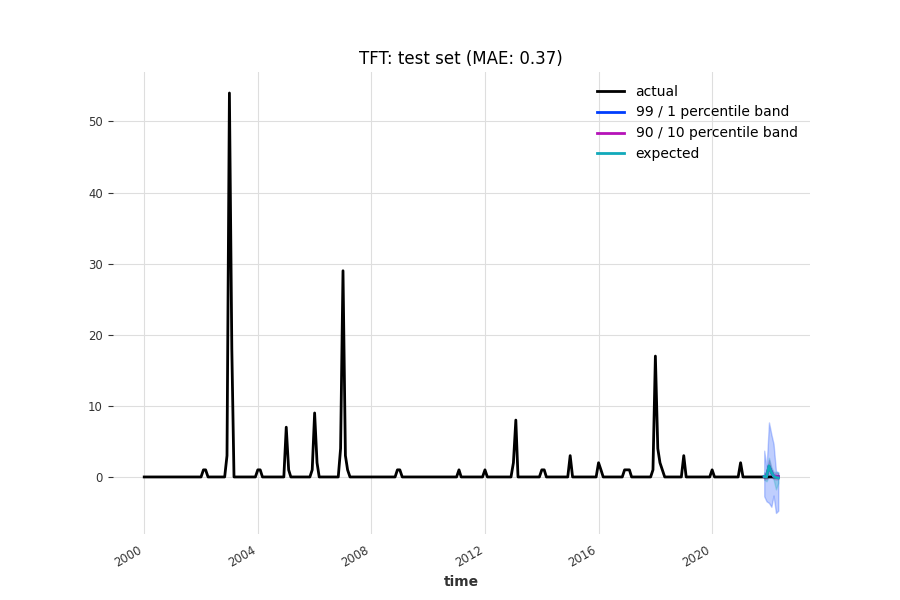 TFT: test set (MAE: 0.37)
actual
99 / 1 percentile band
90 / 10 percentile band
expected
50
40
30
20
10
0
2000
2004
2008
2012
2016
2020
time